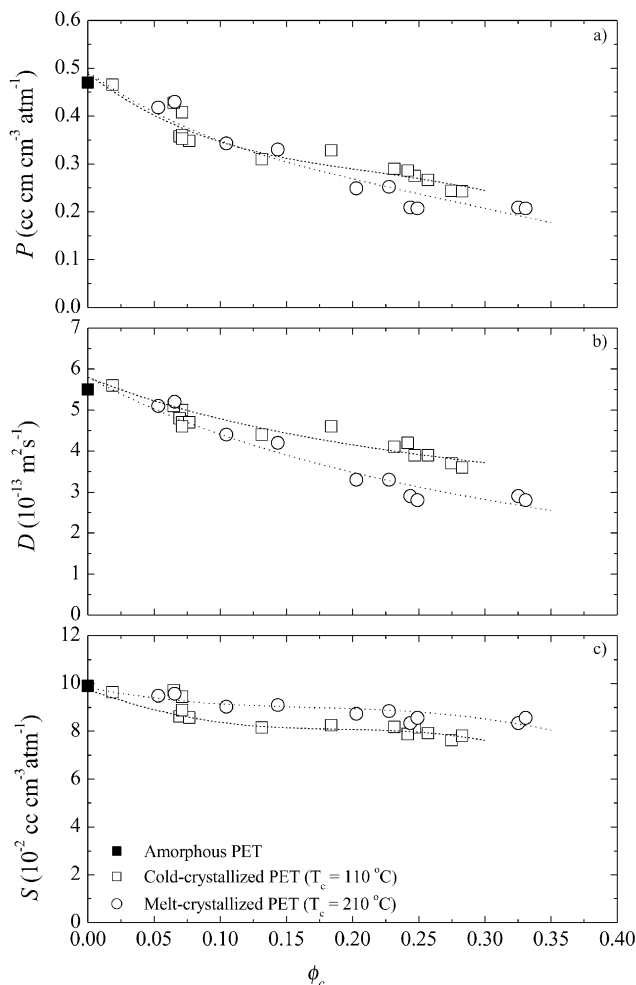 a)
0.6
0.5
0.4
0.3
0.2
0.1
0.0
P (cc cm cm⁻³ atm⁻¹)
b)
7
6
5
4
3
2
1
0
D (10⁻¹³ m²s⁻¹)
c)
12
10
8
6
4
2
0
S (10⁻² cc cm⁻³atm⁻¹)
Amorphous PET
Cold-crystallized PET (T_c = 110 °C)
Melt-crystallized PET (T_c = 210 °C)
0.00 0.05 0.10 0.15 0.20 0.25 0.30 0.35 0.40
ϕ_c